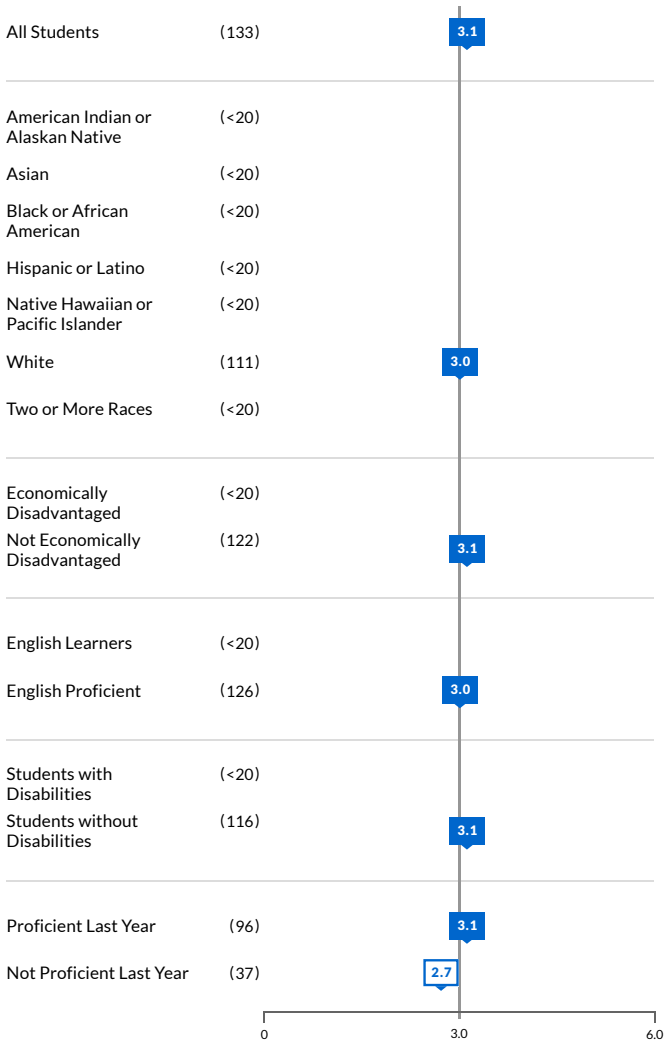 All Students (133) 3.1
American Indian or (<20)
Alaskan Native
Asian (<20)
Black or African (<20)
American
Hispanic or Latino (<20)
Native Hawaiian or (<20)
Pacific Islander
White (111) 3.0
Two or More Races (<20)
Economically (<20)
Disadvantaged
Not Economically (122) 3.1
Disadvantaged
English Learners (<20)
English Proficient (126) 3.0
Students with (<20)
Disabilities
Students without (116) 3.1
Disabilities
Proficient Last Year (96) 3.1
Not Proficient Last Year (37) 2.7
0 3.0 6.0